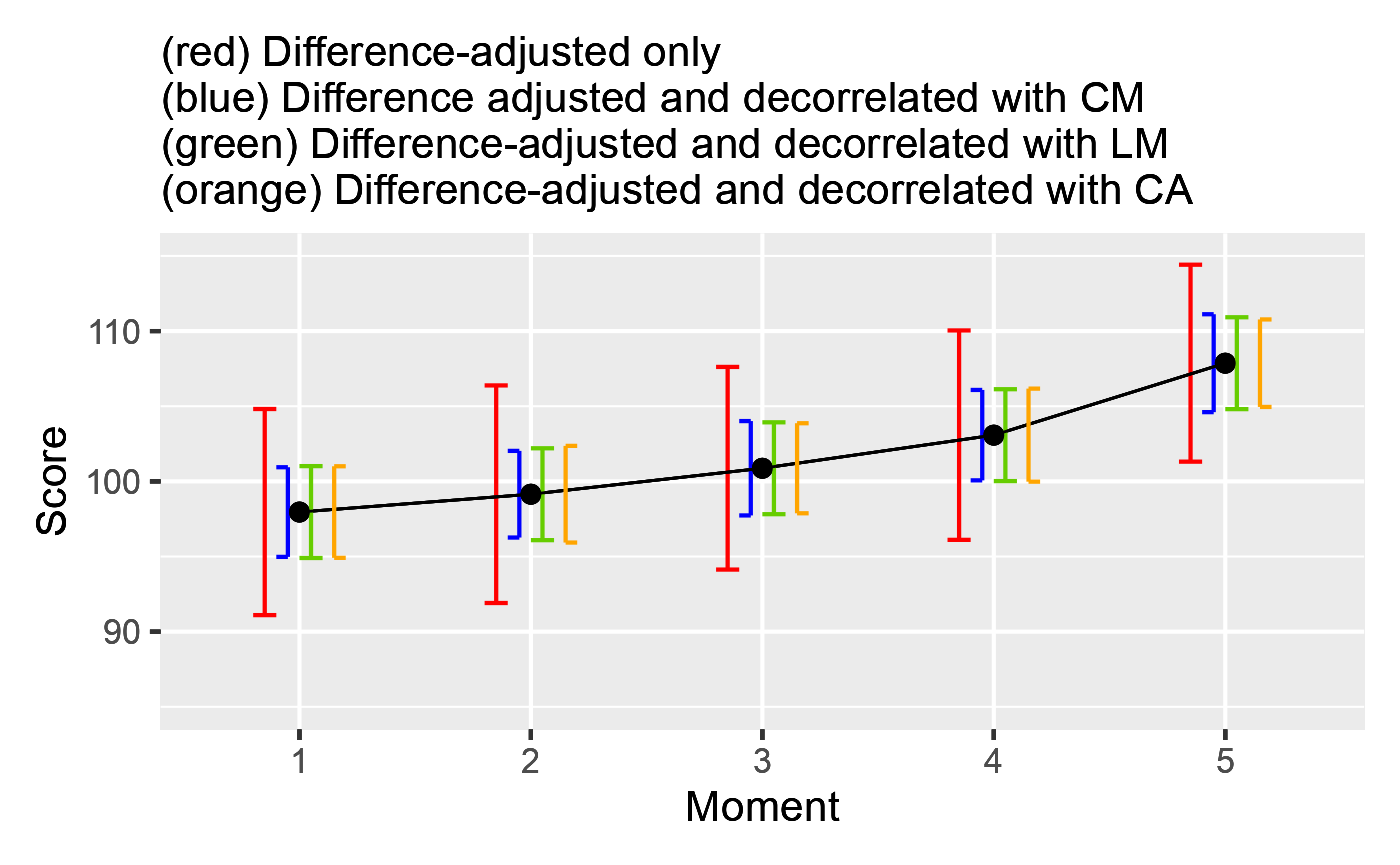 (red) Difference-adjusted only
(blue) Difference adjusted and decorrelated with CM
(green) Difference-adjusted and decorrelated with LM
(orange) Difference-adjusted and decorrelated with CA
110
100
90
Score
1 2 3 4 5
Moment